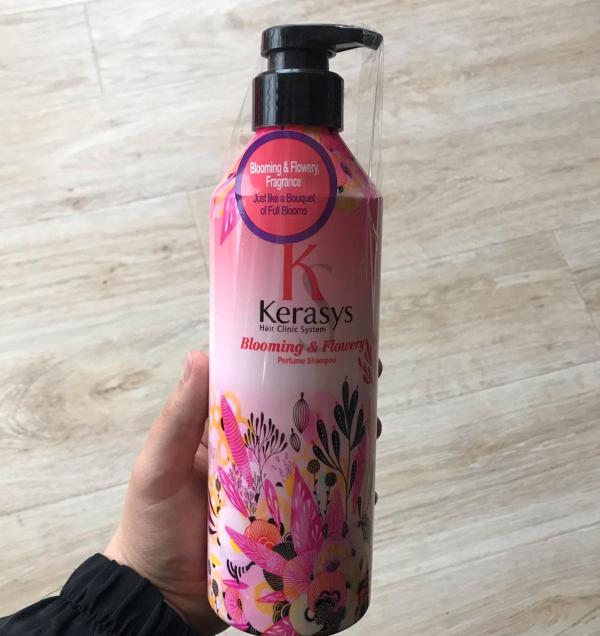 Blooming & Flowery,
Fragrance
Just like a Bouquet
of Full Blooms
K
Kerasys
Hair Clinic System
Blooming & Flowery
Perfume Shampoo